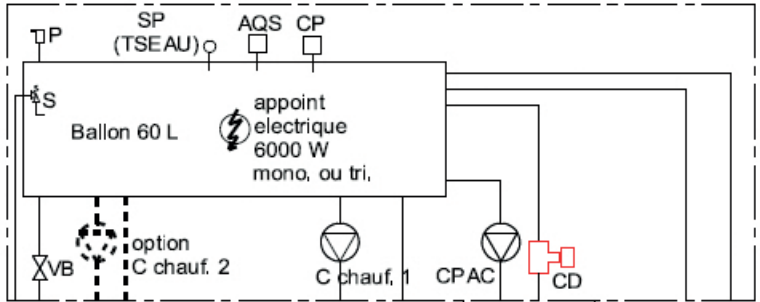 SP
(TSEAU)
AQS
CP
P
S
Ballon 60 L
appoint
electrique
6000 W
mono, ou tri,
VB
option
C chauf. 2
C chauf, 1
CPAC
CD